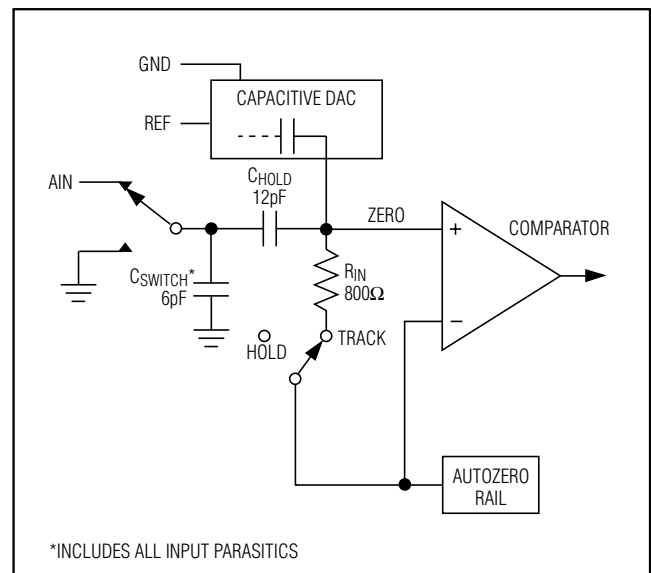 GND
CAPACITIVE DAC
REF
AIN
CHOLD
12pF
ZERO
COMPARATOR
+
CSWITCH*
6pF
RIN
800Ω
−
HOLD
TRACK
AUTOZERO
RAIL
*INCLUDES ALL INPUT PARASITICS